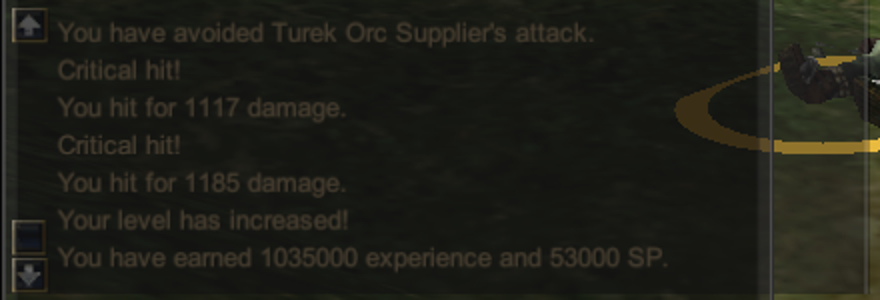 You have avoided Turek Orc Supplier's attack.
Critical hit!
You hit for 1117 damage.
Critical hit!
You hit for 1185 damage.
Your level has increased!
You have earned 1035000 experience and 53000 SP.